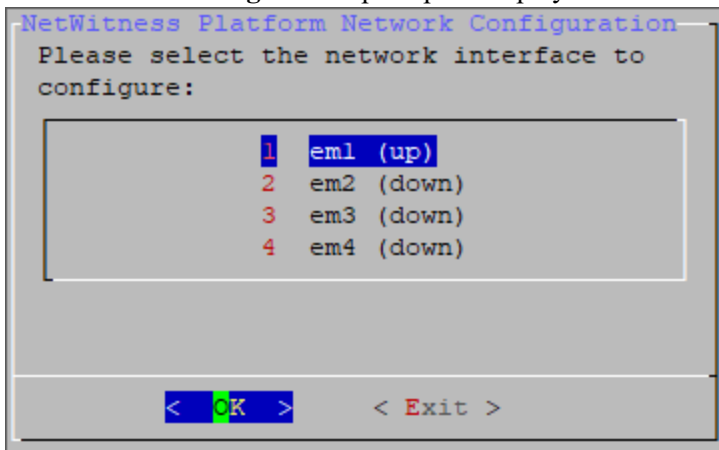 NetWitness Platform Network Configuration
Please select the network interface to
configure:
1 em1 (up)
2 em2 (down)
3 em3 (down)
4 em4 (down)
< OK > < Exit >